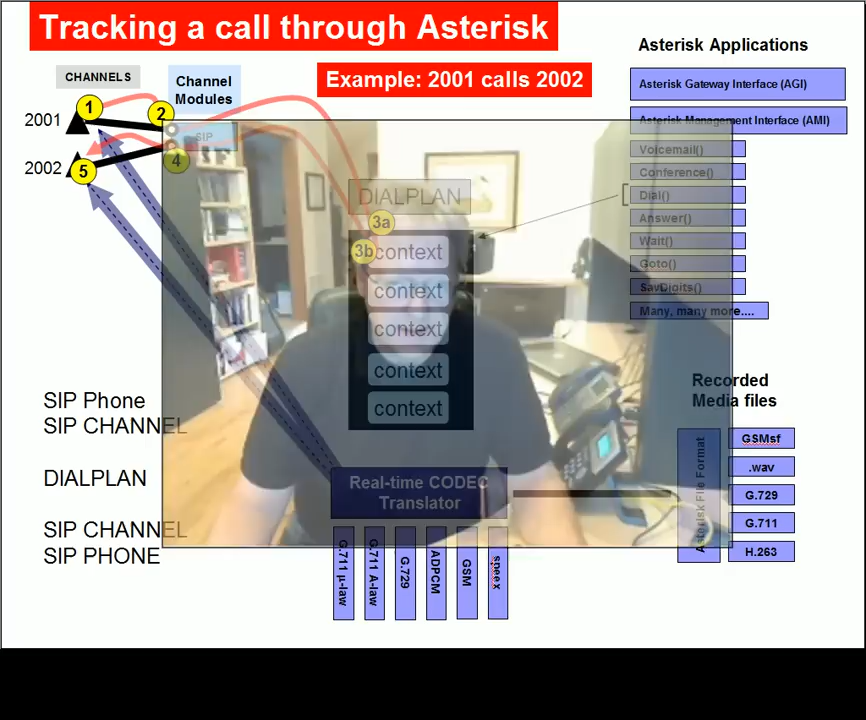 Tracking a call through Asterisk
Example: 2001 calls 2002
CHANNELS
Channel
Modules
2001
2002
1
2
4
5
SIP
DIALPLAN
3a
3b
context
context
context
context
context
Asterisk Applications
Asterisk Gateway Interface (AGI)
Asterisk Management Interface (AMI)
Voicemail()
Conference()
Dial()
Answer()
Wait()
Goto()
SayDigits()
Many, many more....
SIP Phone
SIP CHANNEL
DIALPLAN
SIP CHANNEL
SIP PHONE
Real-time CODEC
Translator
G.711 µ-law
G.711 A-law
G.729
ADPCM
GSM
speex
Recorded
Media files
Asterisk File Format
GSMsf
.wav
G.729
G.711
H.263